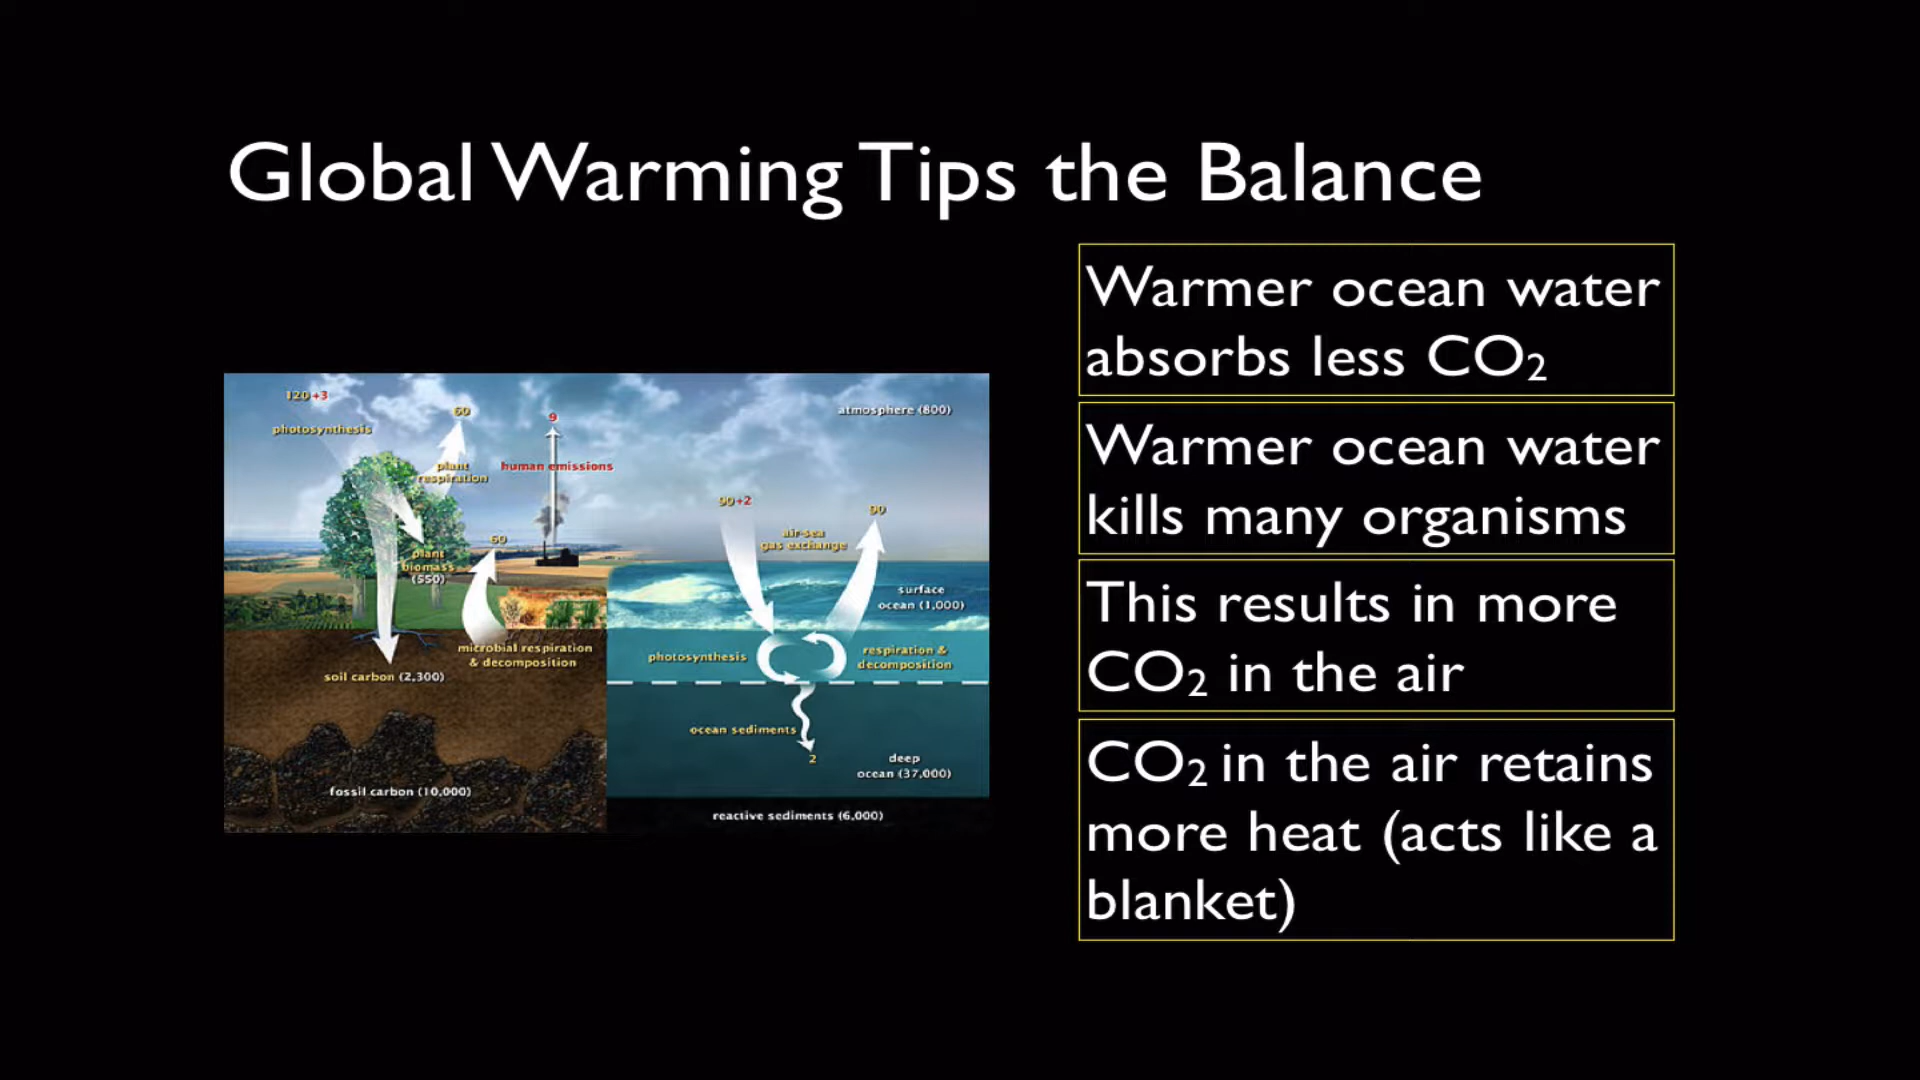 Global Warming Tips the Balance
120+3
photosynthesis
60
plant
respiration
9
human emissions
atmosphere (800)
plant
biomass
(550)
60
90+2
air-sea
gas exchange
90
surface
ocean (1,000)
microbial respiration
& decomposition
soil carbon (2,300)
photosynthesis
respiration &
decomposition
ocean sediments
2
deep
ocean (37,000)
fossil carbon (10,000)
reactive sediments (6,000)
Warmer ocean water
absorbs less CO₂
Warmer ocean water
kills many organisms
This results in more
CO₂ in the air
CO₂ in the air retains
more heat (acts like a
blanket)